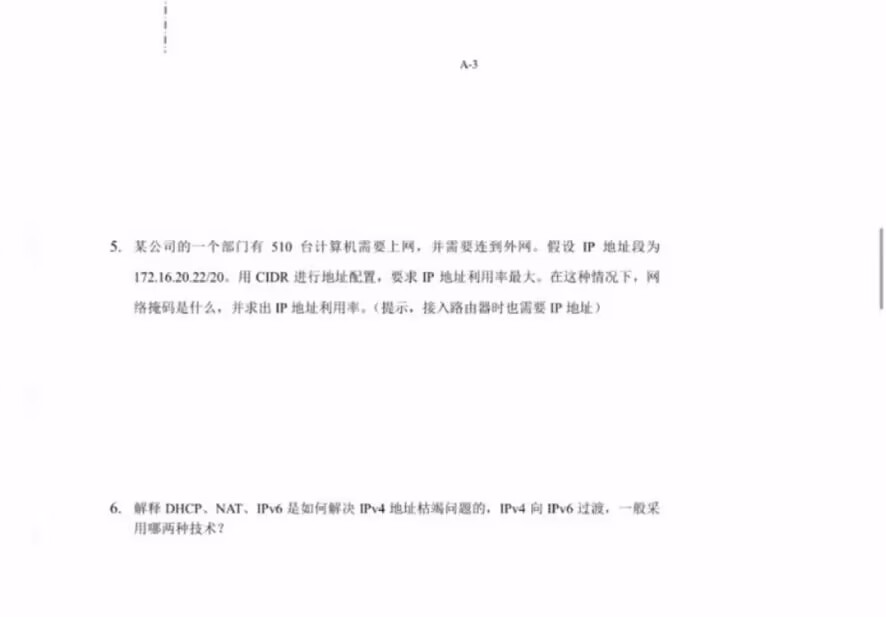 A-3
5. 某公司的一个部门有 510 台计算机需要上网，并需要连到外网。假设 IP 地址段为
172.16.20.22/20。用 CIDR 进行地址配置，要求 IP 地址利用率最大。在这种情况下，网
络掩码是什么，并求出 IP 地址利用率。（提示，接入路由器时也需要 IP 地址）
6. 解释 DHCP、NAT、IPv6 是如何解决 IPv4 地址枯竭问题的，IPv4 向 IPv6 过渡，一般采
用哪两种技术？